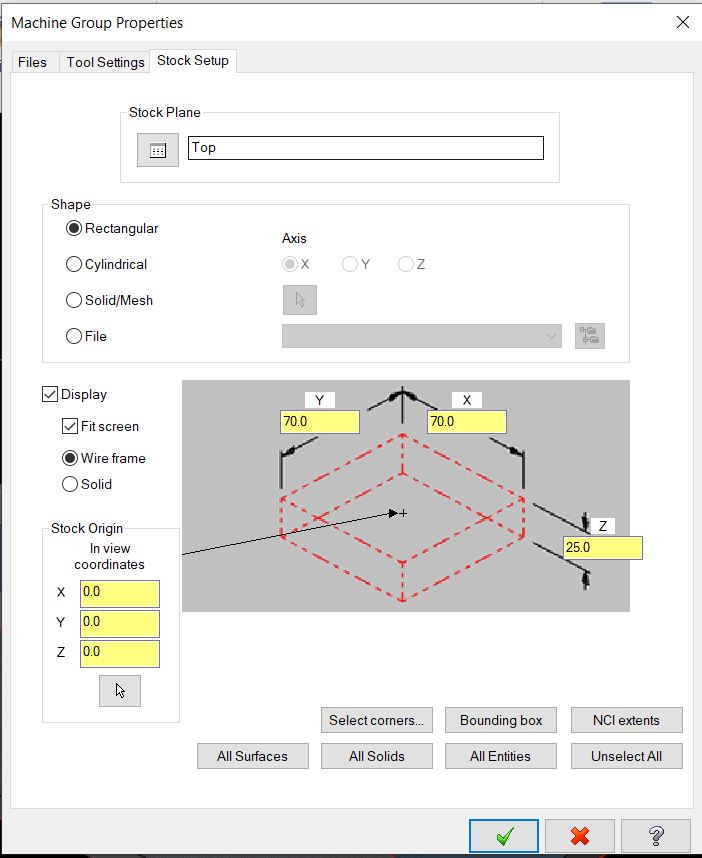 Machine Group Properties
Files Tool Settings Stock Setup
Stock Plane
Top
Shape
Rectangular
Axis
Cylindrical X Y Z
Solid/Mesh
File
Display
Y X
70.0 70.0
Fit screen
Wire frame
Solid
Stock Origin
Z
In view
25.0
coordinates
X 0.0
Y 0.0
Z 0.0
Select corners... Bounding box NCI extents
All Surfaces All Solids All Entities Unselect All
?